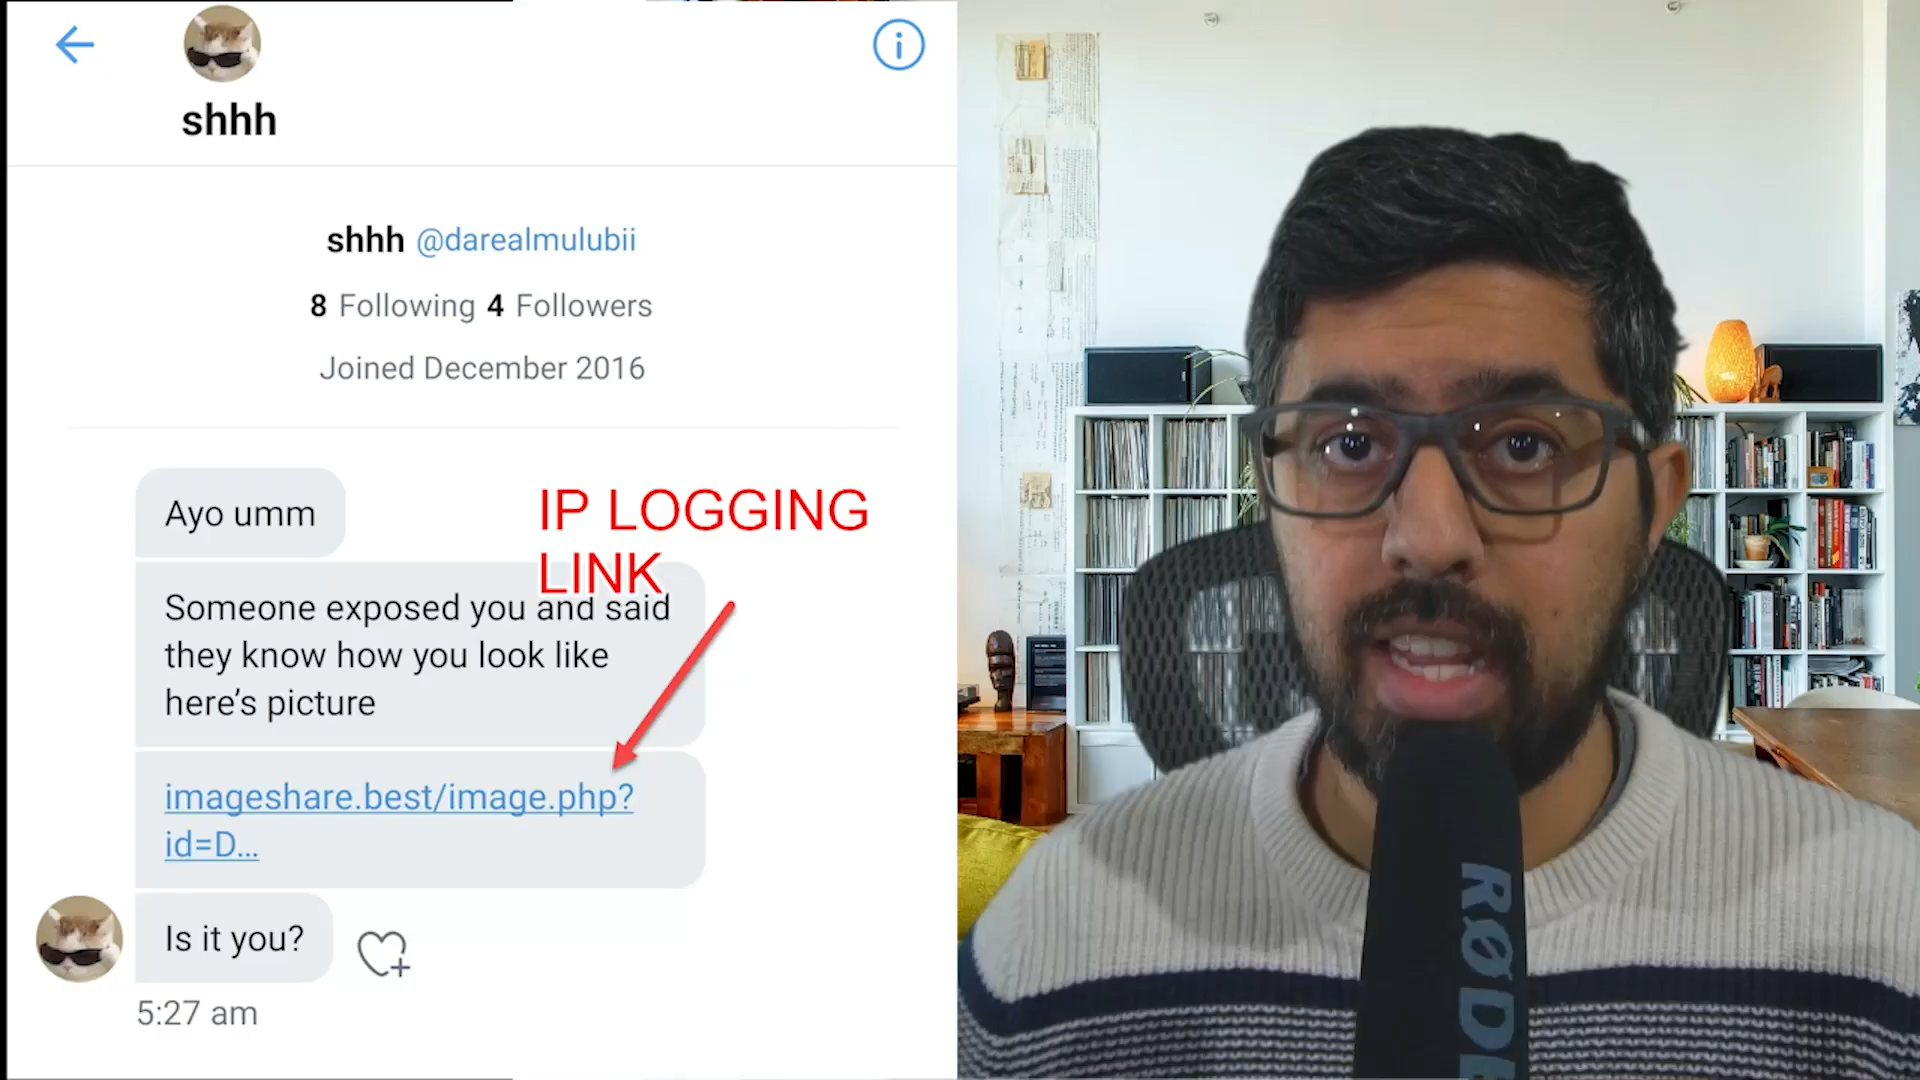 shhh
shhh @darealmulubii
8 Following 4 Followers
Joined December 2016
Ayo umm
IP LOGGING
LINK
Someone exposed you and said
they know how you look like
here’s picture
imageshare.best/image.php?
id=D...
Is it you?
5:27 am
RØDE